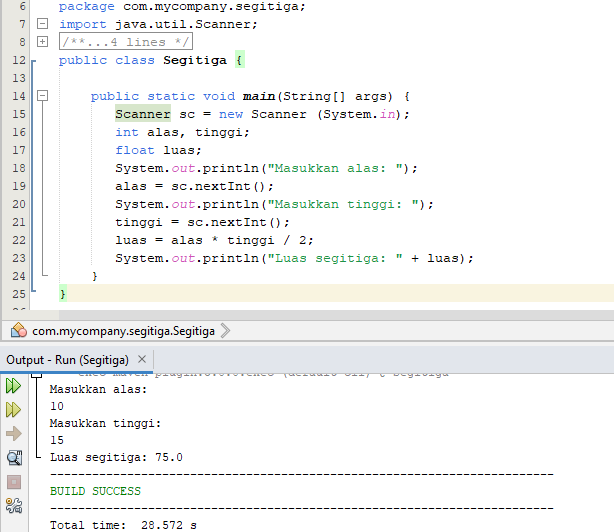 6 package com.mycompany.segitiga;
7 import java.util.Scanner;
8 /**...4 lines */
12 public class Segitiga {
13
14 public static void main(String[] args) {
15 Scanner sc = new Scanner (System.in);
16 int alas, tinggi;
17 float luas;
18 System.out.println("Masukkan alas: ");
19 alas = sc.nextInt();
20 System.out.println("Masukkan tinggi: ");
21 tinggi = sc.nextInt();
22 luas = alas * tinggi / 2;
23 System.out.println("Luas segitiga: " + luas);
24 }
25 }
com.mycompany.segitiga.Segitiga
Output - Run (Segitiga) ×
Masukkan alas:
10
Masukkan tinggi:
15
Luas segitiga: 75.0
------------------------------------------------------------------------
BUILD SUCCESS
------------------------------------------------------------------------
Total time:  28.572 s